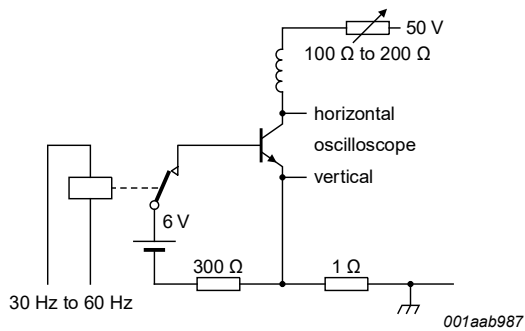 50 V
100 Ω to 200 Ω
horizontal
oscilloscope
vertical
6 V
300 Ω
1 Ω
30 Hz to 60 Hz
001aab987